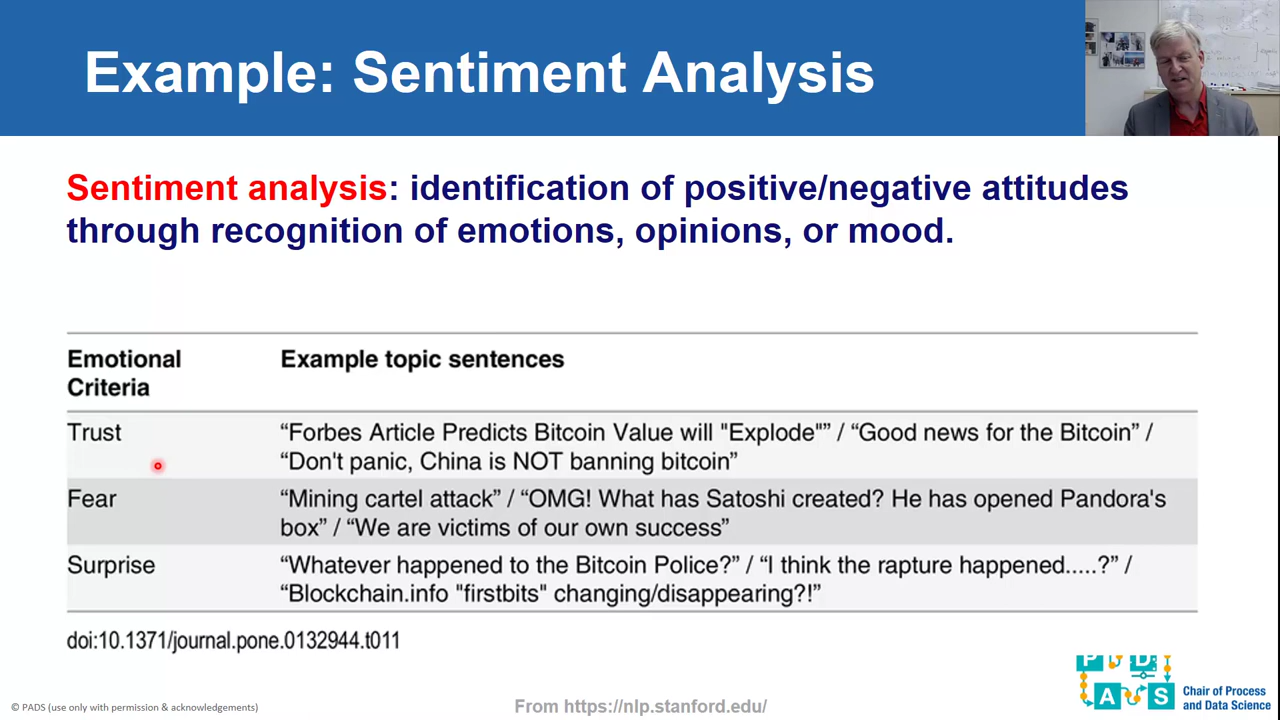 Example: Sentiment Analysis
Sentiment analysis: identification of positive/negative attitudes
through recognition of emotions, opinions, or mood.
Emotional Criteria
Example topic sentences
Trust
“Forbes Article Predicts Bitcoin Value will "Explode"” / “Good news for the Bitcoin” /
“Don't panic, China is NOT banning bitcoin”
Fear
“Mining cartel attack” / “OMG! What has Satoshi created? He has opened Pandora's
box” / “We are victims of our own success”
Surprise
“Whatever happened to the Bitcoin Police?” / “I think the rapture happened.....?” /
“Blockchain.info "firstbits" changing/disappearing?!”
doi:10.1371/journal.pone.0132944.t011
© PADS (use only with permission & acknowledgements)
From https://nlp.stanford.edu/
PADS
Chair of Process
and Data Science